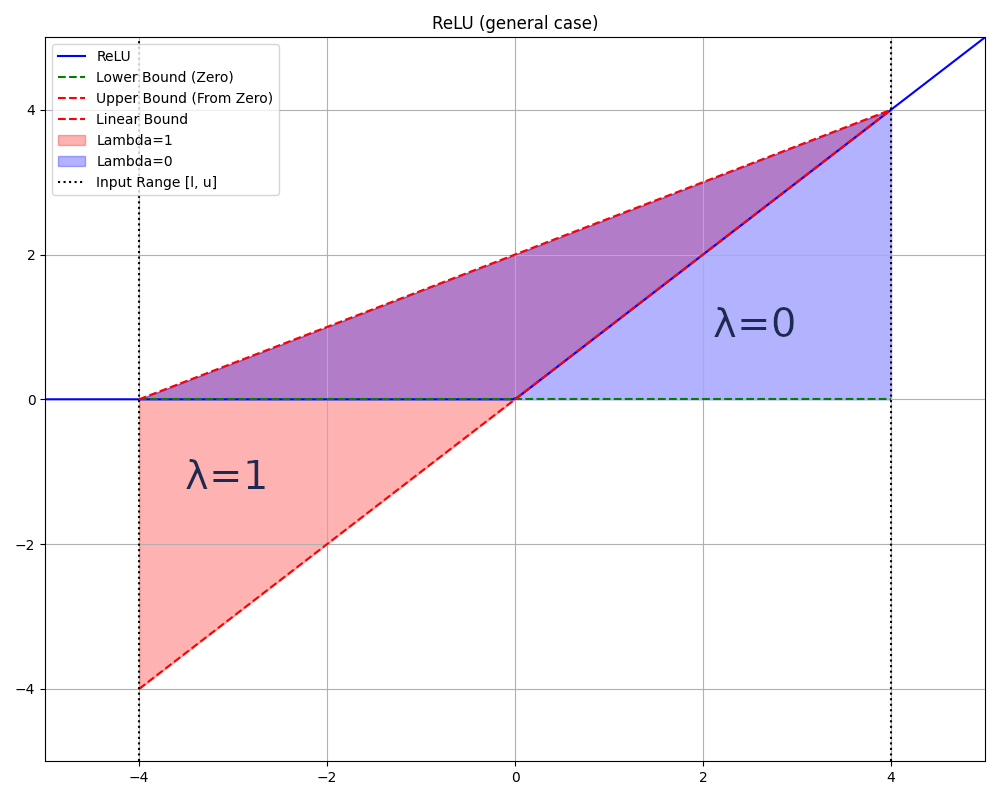 ReLU (general case)
ReLU
Lower Bound (Zero)
Upper Bound (From Zero)
Linear Bound
Lambda=1
Lambda=0
Input Range [l, u]
4
2
0
−2
−4
λ=0
λ=1
−4 −2 0 2 4